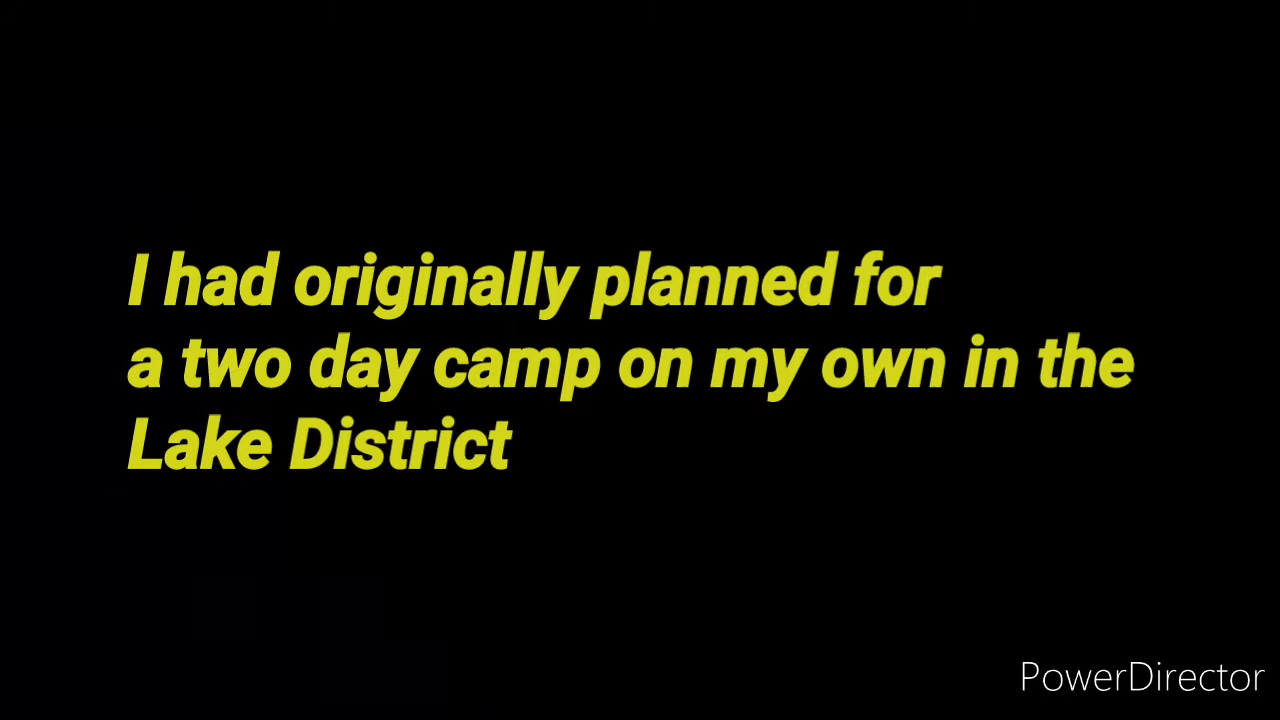 I had originally planned for
a two day camp on my own in the
Lake District
PowerDirector